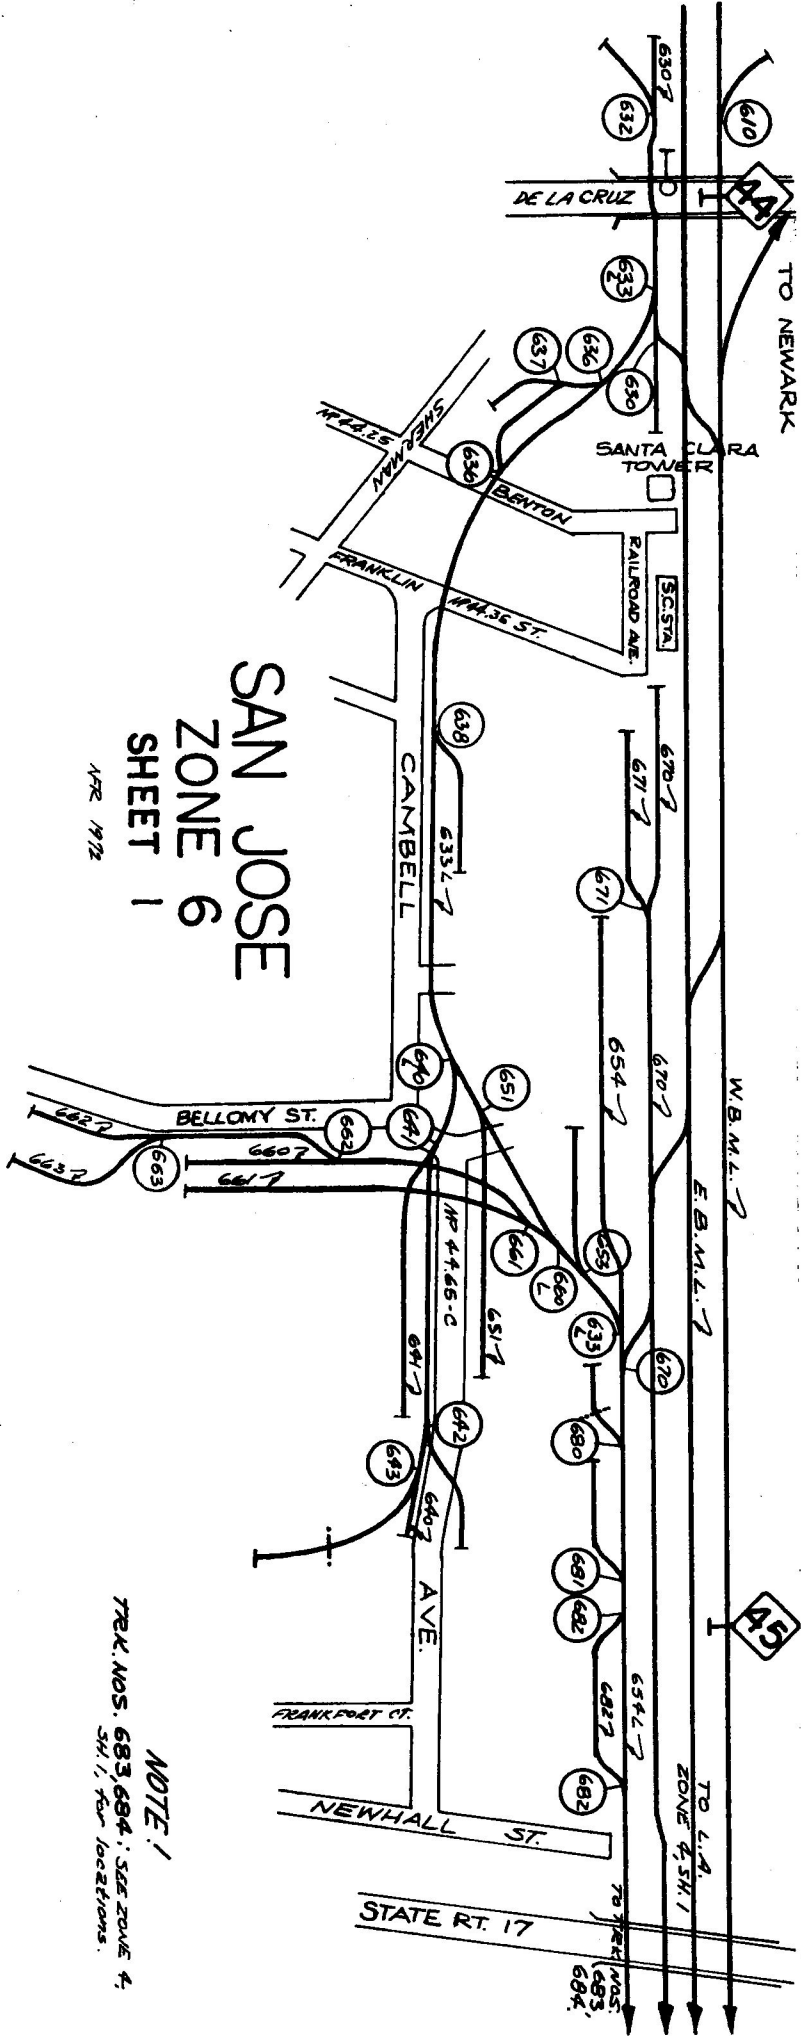 630
632
610
DE LA CRUZ
44
TO NEWARK
633
L
637
636
630
SANTA CLARA
TOWER
MP 44.25
SHERMAN
636
BENTON
FRANKLIN
MP 44.35 ST.
RAILROAD AVE.
S.C. STA.
638
633L
CAMBELL
671
670
671
654
670
W.B.M.L.
E.B.M.L.
SAN JOSE
ZONE 6
SHEET 1
640
L
651
641
BELLOMY ST.
662
663
663
662
660
661
661
660
L
653
633
L
670
MP 44.65-C
651
641
642
643
640
680
681
682
682
654L
682
45
AVE.
FRANKFORT CT.
NEWHALL ST.
STATE RT. 17
TO L.A.
ZONE 4, SH. 1
TO TRK. NOS.
683,
684.
NOTE!
TRK. NOS. 683, 684; SEE ZONE 4,
SH. 1, for locations.